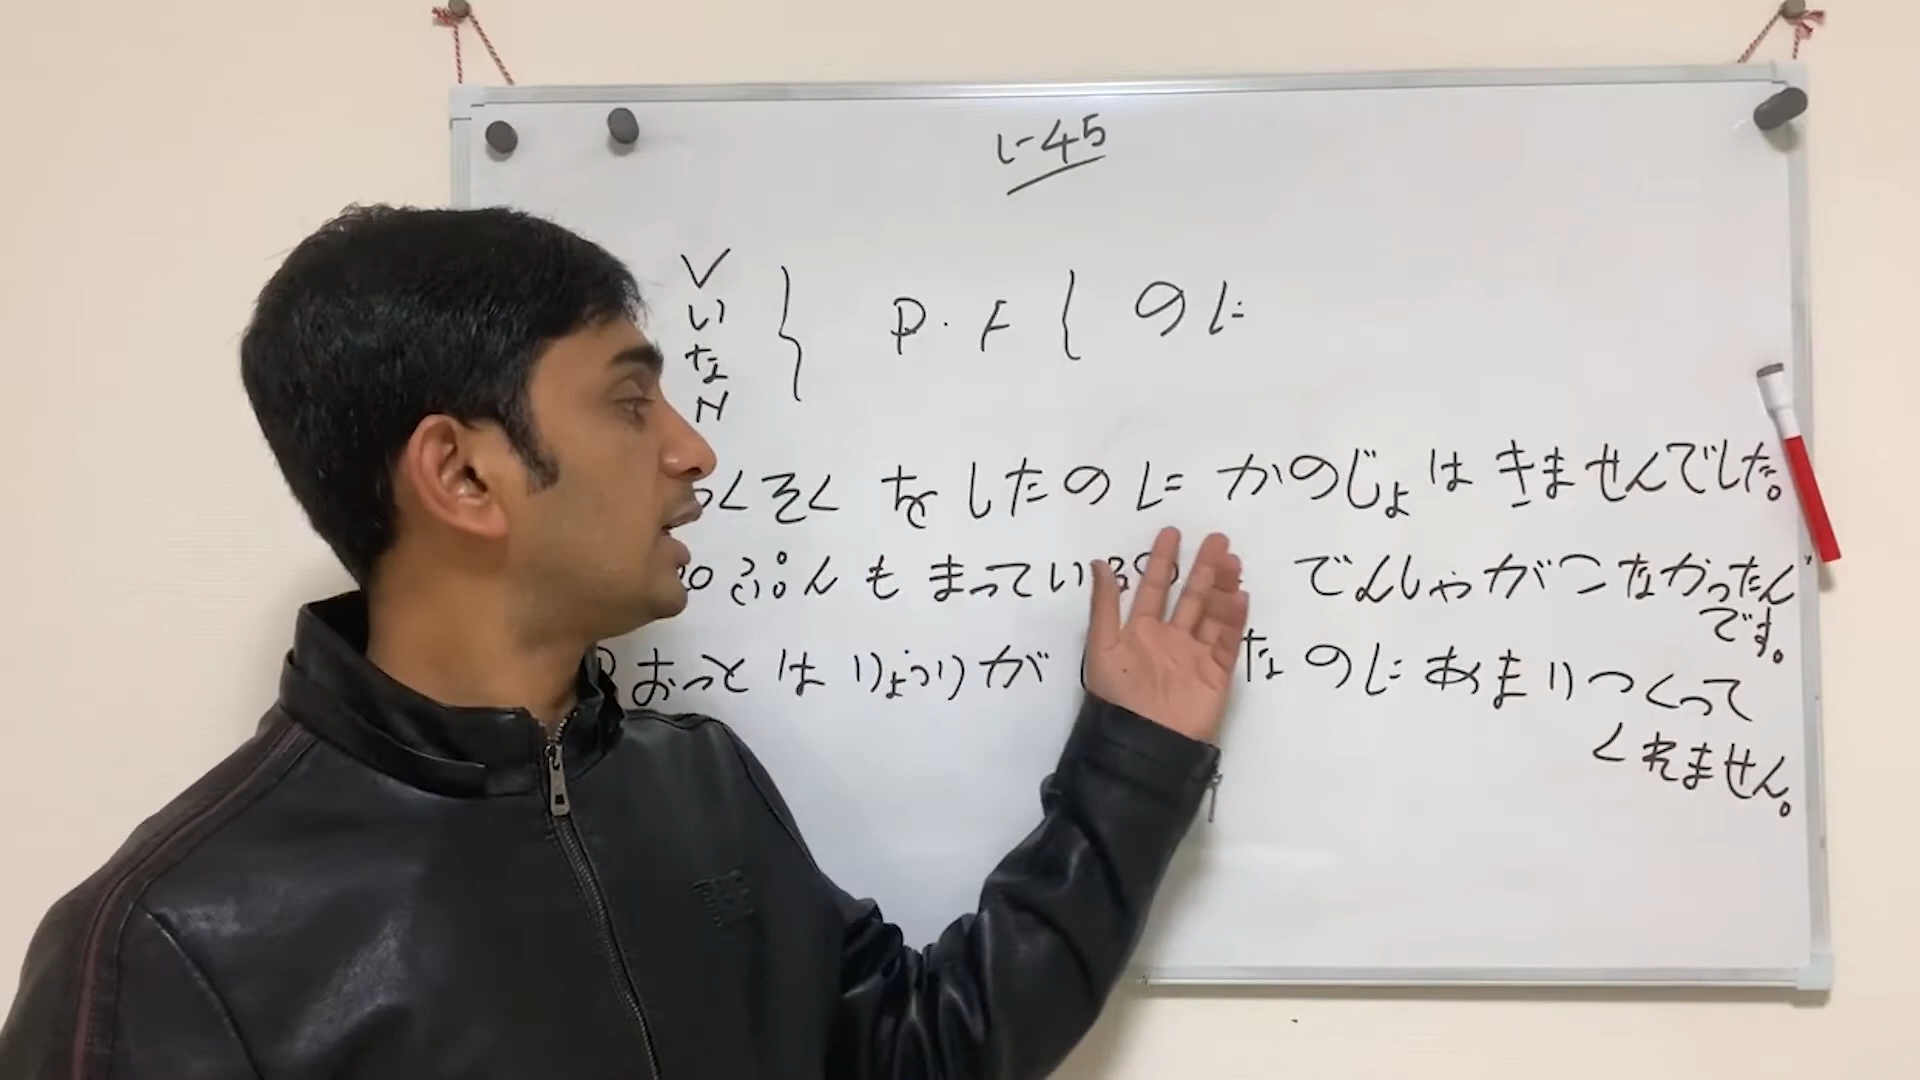 L-45
V
い
な
N
} P.F { のに
くそく をしたのに かのじょは きませんでした。
ぷんも まっている でんしゃが こなかったん
です。
おっとは りょうりが なのに あまり つくって
くれません。